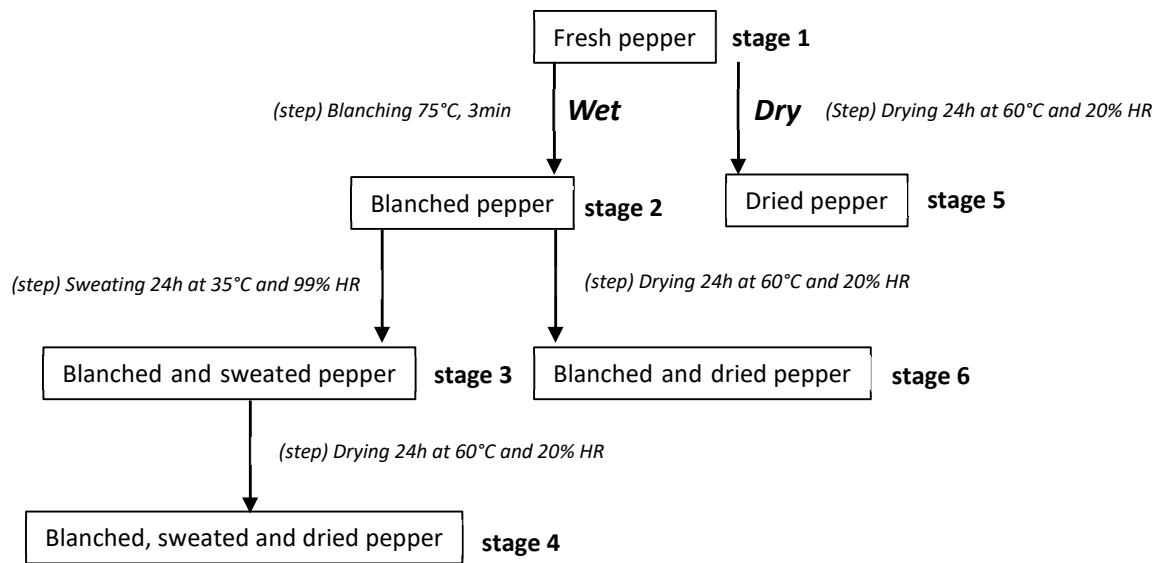 Fresh pepper stage 1
(step) Blanching 75°C, 3min Wet Dry (Step) Drying 24h at 60°C and 20% HR
Blanched pepper stage 2 Dried pepper stage 5
(step) Sweating 24h at 35°C and 99% HR (step) Drying 24h at 60°C and 20% HR
Blanched and sweated pepper stage 3 Blanched and dried pepper stage 6
(step) Drying 24h at 60°C and 20% HR
Blanched, sweated and dried pepper stage 4